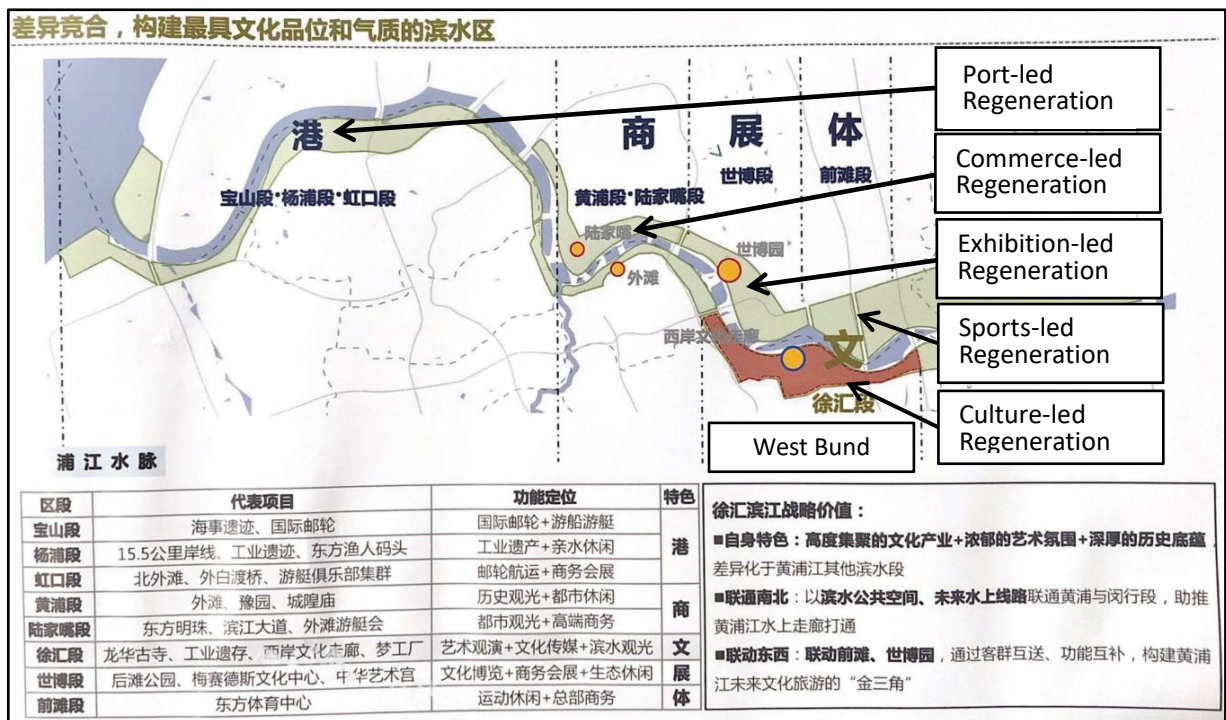 差异竞合，构建最具文化品位和气质的滨水区
Port-led
Regeneration
港
商
展
体
Commerce-led
Regeneration
宝山段·杨浦段·虹口段
黄浦段·陆家嘴段
世博段
前滩段
陆家嘴
世博园
外滩
Exhibition-led
Regeneration
西岸文化走廊
文
Sports-led
Regeneration
徐汇段
Culture-led
Regeneration
West Bund
浦江水脉
区段 代表项目 功能定位 特色
宝山段 海事遗迹、国际邮轮 国际邮轮+游船游艇 港
杨浦段 15.5公里岸线、工业遗迹、东方渔人码头 工业遗产+亲水休闲
虹口段 北外滩、外白渡桥、游艇俱乐部集群 邮轮航运+商务会展
黄浦段 外滩、豫园、城隍庙 历史观光+都市休闲 商
陆家嘴段 东方明珠、滨江大道、外滩游艇会 都市观光+高端商务
徐汇段 龙华古寺、工业遗存、西岸文化走廊、梦工厂 艺术观演+文化传媒+滨水观光 文
世博段 后滩公园、梅赛德斯文化中心、中华艺术宫 文化博览+商务会展+生态休闲 展
前滩段 东方体育中心 运动休闲+总部商务 体
徐汇滨江战略价值：
■自身特色：高度集聚的文化产业+浓郁的艺术氛围+深厚的历史底蕴，
差异化于黄浦江其他滨水段
■联通南北：以滨水公共空间、未来水上线路联通黄浦与闵行段，助推
黄浦江水上走廊打通
■联动东西：联动前滩、世博园，通过客群互送、功能互补，构建黄浦
江未来文化旅游的“金三角”